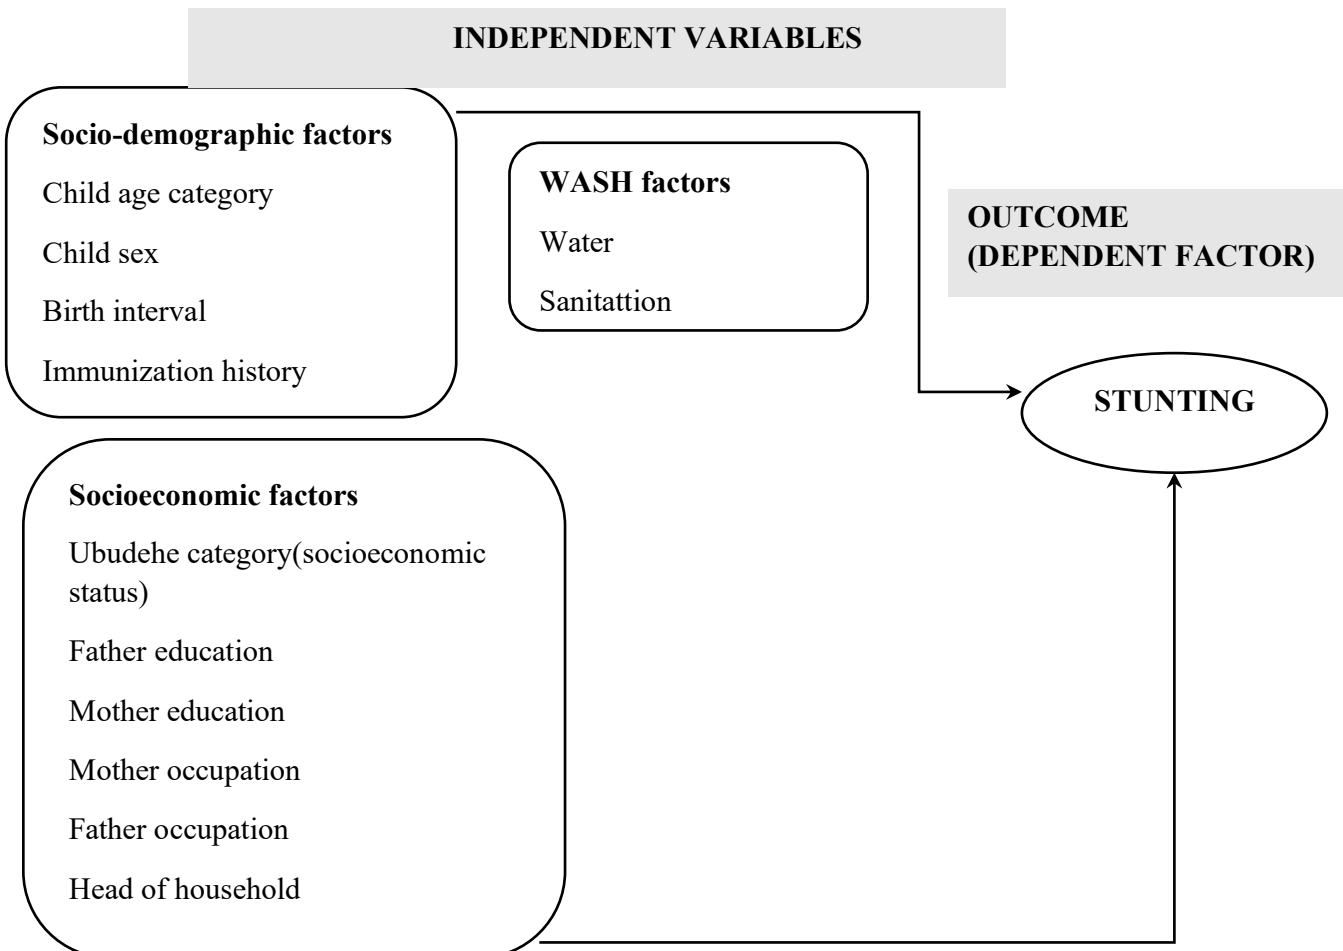 INDEPENDENT VARIABLES
Socio-demographic factors
Child age category
Child sex
Birth interval
Immunization history
WASH factors
Water
Sanitattion
OUTCOME
(DEPENDENT FACTOR)
STUNTING
Socioeconomic factors
Ubudehe category(socioeconomic
status)
Father education
Mother education
Mother occupation
Father occupation
Head of household